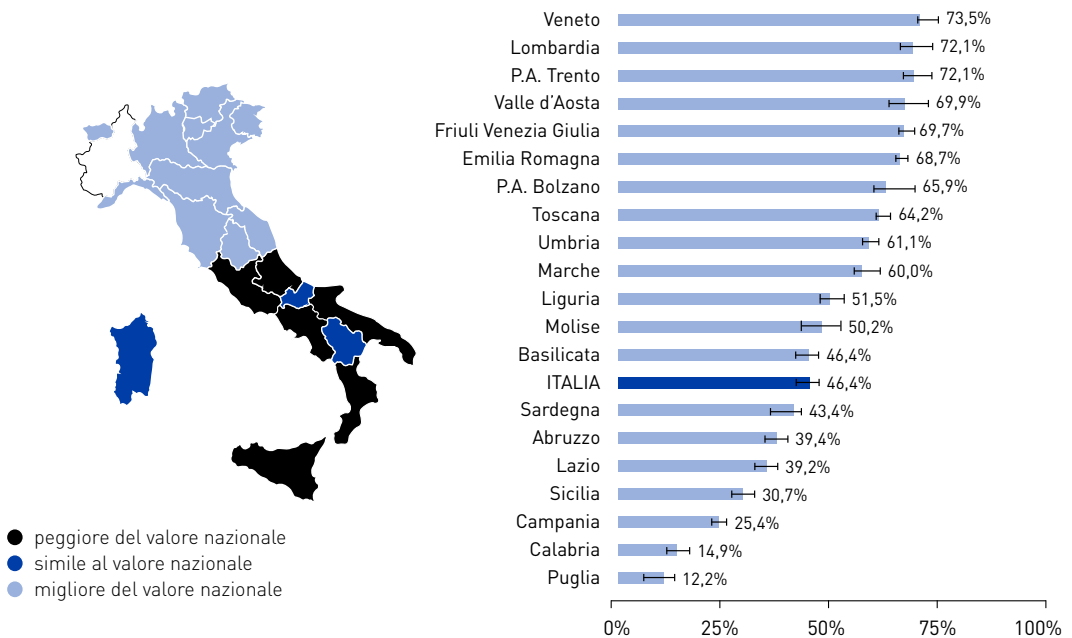 Veneto 73,5%
Lombardia 72,1%
P.A. Trento 72,1%
Valle d'Aosta 69,9%
Friuli Venezia Giulia 69,7%
Emilia Romagna 68,7%
P.A. Bolzano 65,9%
Toscana 64,2%
Umbria 61,1%
Marche 60,0%
Liguria 51,5%
Molise 50,2%
Basilicata 46,4%
ITALIA 46,4%
Sardegna 43,4%
Abruzzo 39,4%
Lazio 39,2%
Sicilia 30,7%
Campania 25,4%
Calabria 14,9%
Puglia 12,2%
0% 25% 50% 75% 100%
peggiore del valore nazionale
simile al valore nazionale
migliore del valore nazionale